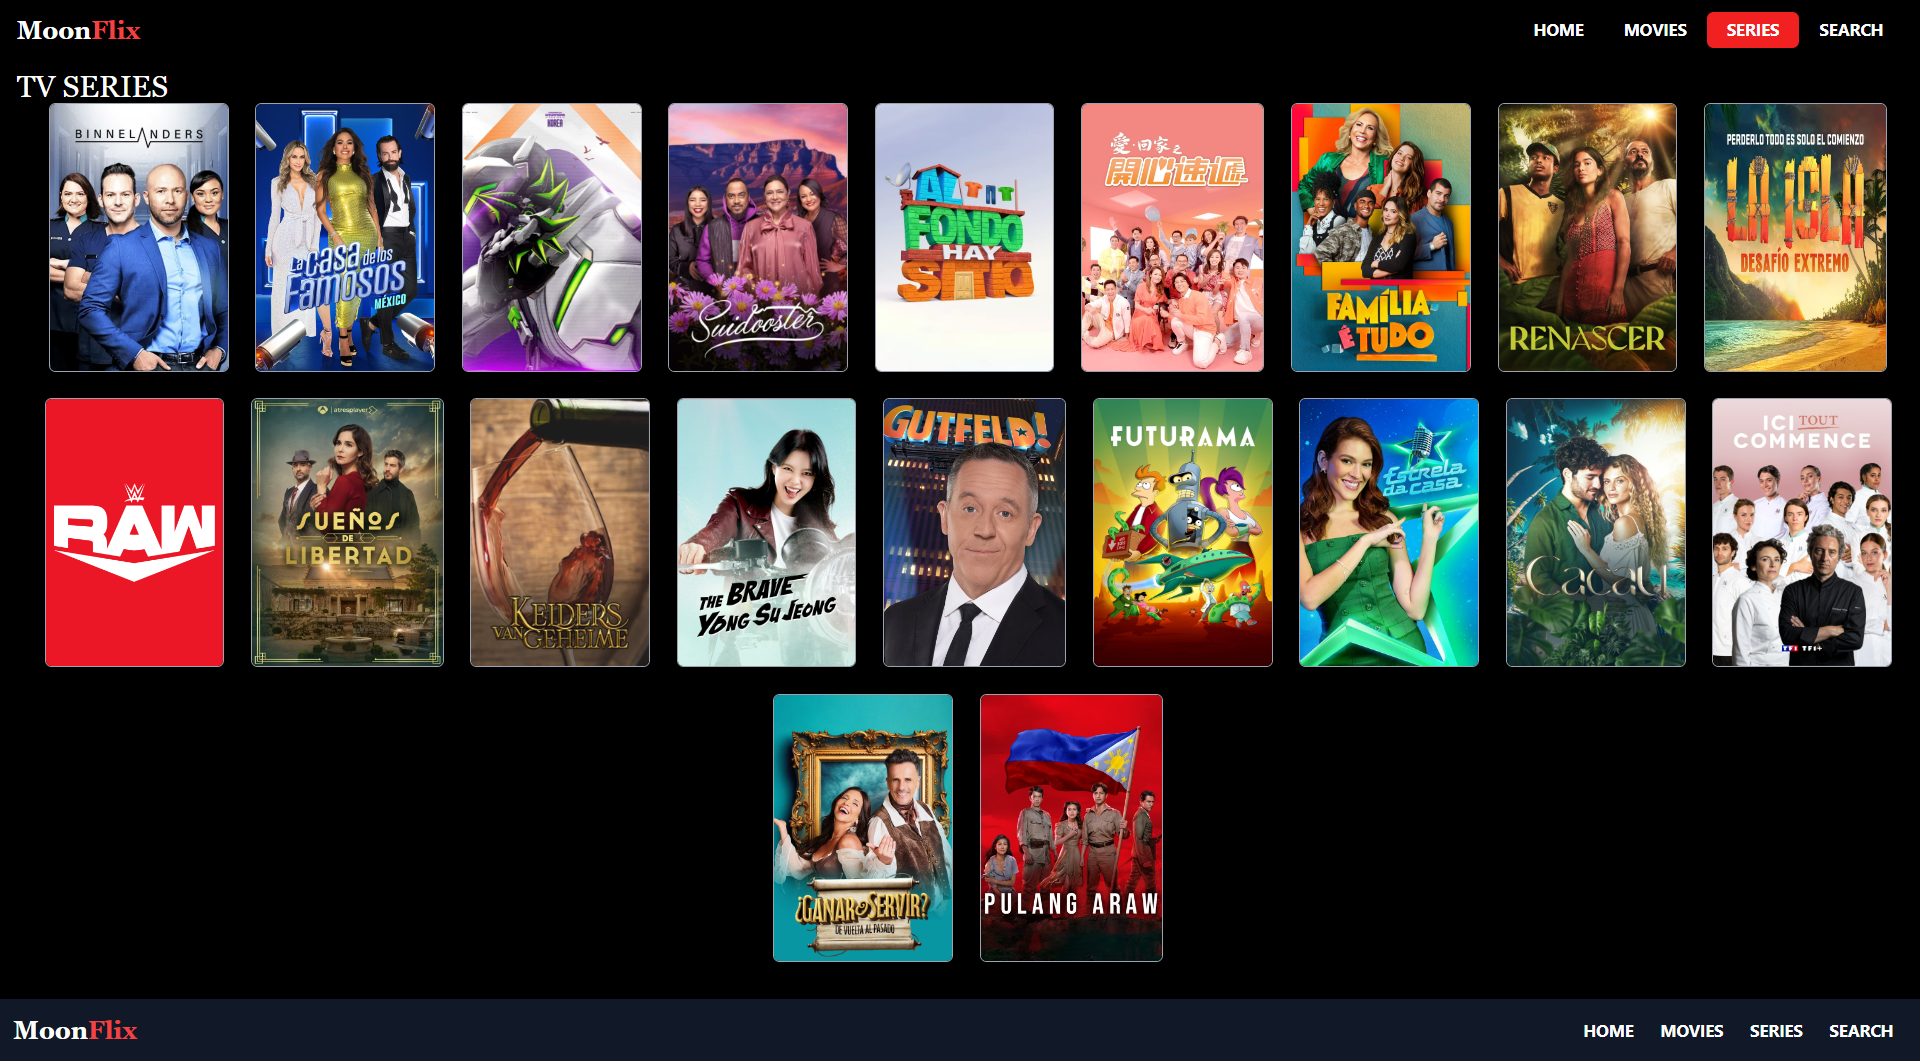 MoonFlix
HOME MOVIES SERIES SEARCH
TV SERIES
BINNELANDERS
La casa de los Famosos MÉXICO
KOREA
Suidooster
AL FONDO HAY SITIO
愛·回家之
開心速遞
FAMÍLIA É TUDO
RENASCER
PERDERLO TODO ES SOLO EL COMIENZO
LA ISLA
DESAFÍO EXTREMO
W
RAW
atresplayer
SUEÑOS
DE
LIBERTAD
KELDERS
VAN GEHEIME
THE BRAVE
YONG SU JEONG
GUTFELD!
FUTURAMA
Estrela da casa
Cacau
ICI TOUT
COMMENCE
TF1 TF1+
¿GANAR o SERVIR?
DE VUELTA AL PASADO
PULANG ARAW
MoonFlix
HOME MOVIES SERIES SEARCH